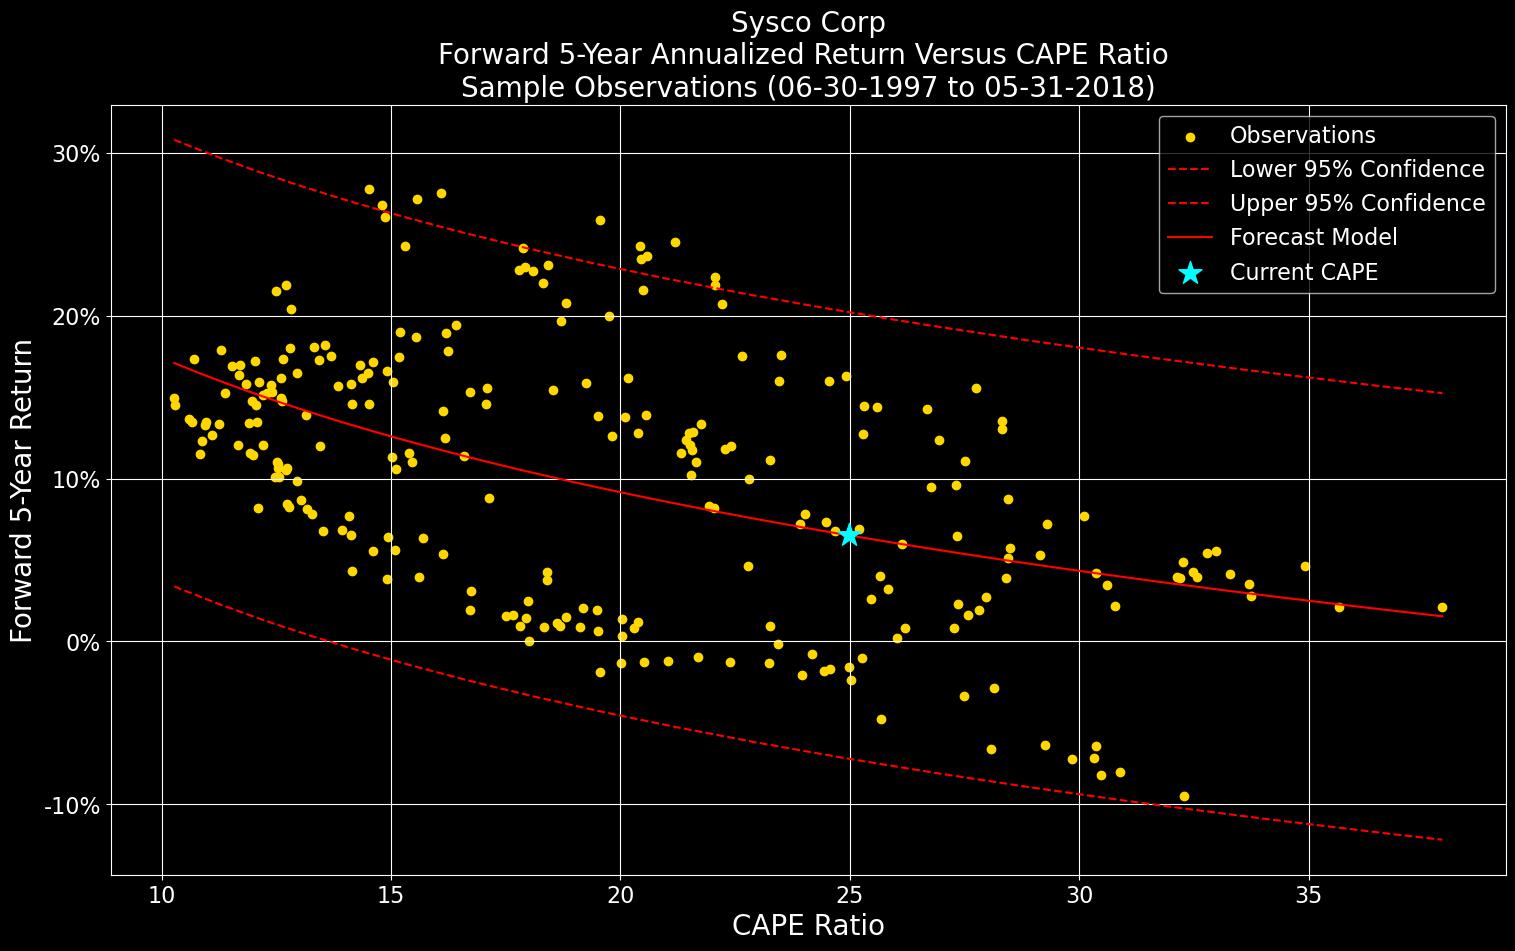 Sysco Corp
Forward 5-Year Annualized Return Versus CAPE Ratio
Sample Observations (06-30-1997 to 05-31-2018)
Observations
Lower 95% Confidence
Upper 95% Confidence
Forecast Model
Current CAPE
Forward 5-Year Return
30%
20%
10%
0%
-10%
10
15
20
25
30
35
CAPE Ratio